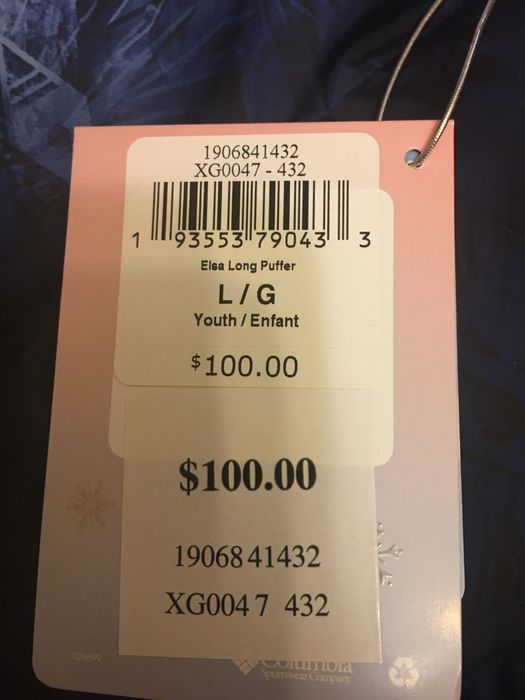 1906841432
XG0047 - 432
1 93553 79043 3
Elsa Long Puffer
L / G
Youth / Enfant
$100.00
$100.00
1906841432
XG0047 432
103699
Columbia
Sportswear Company